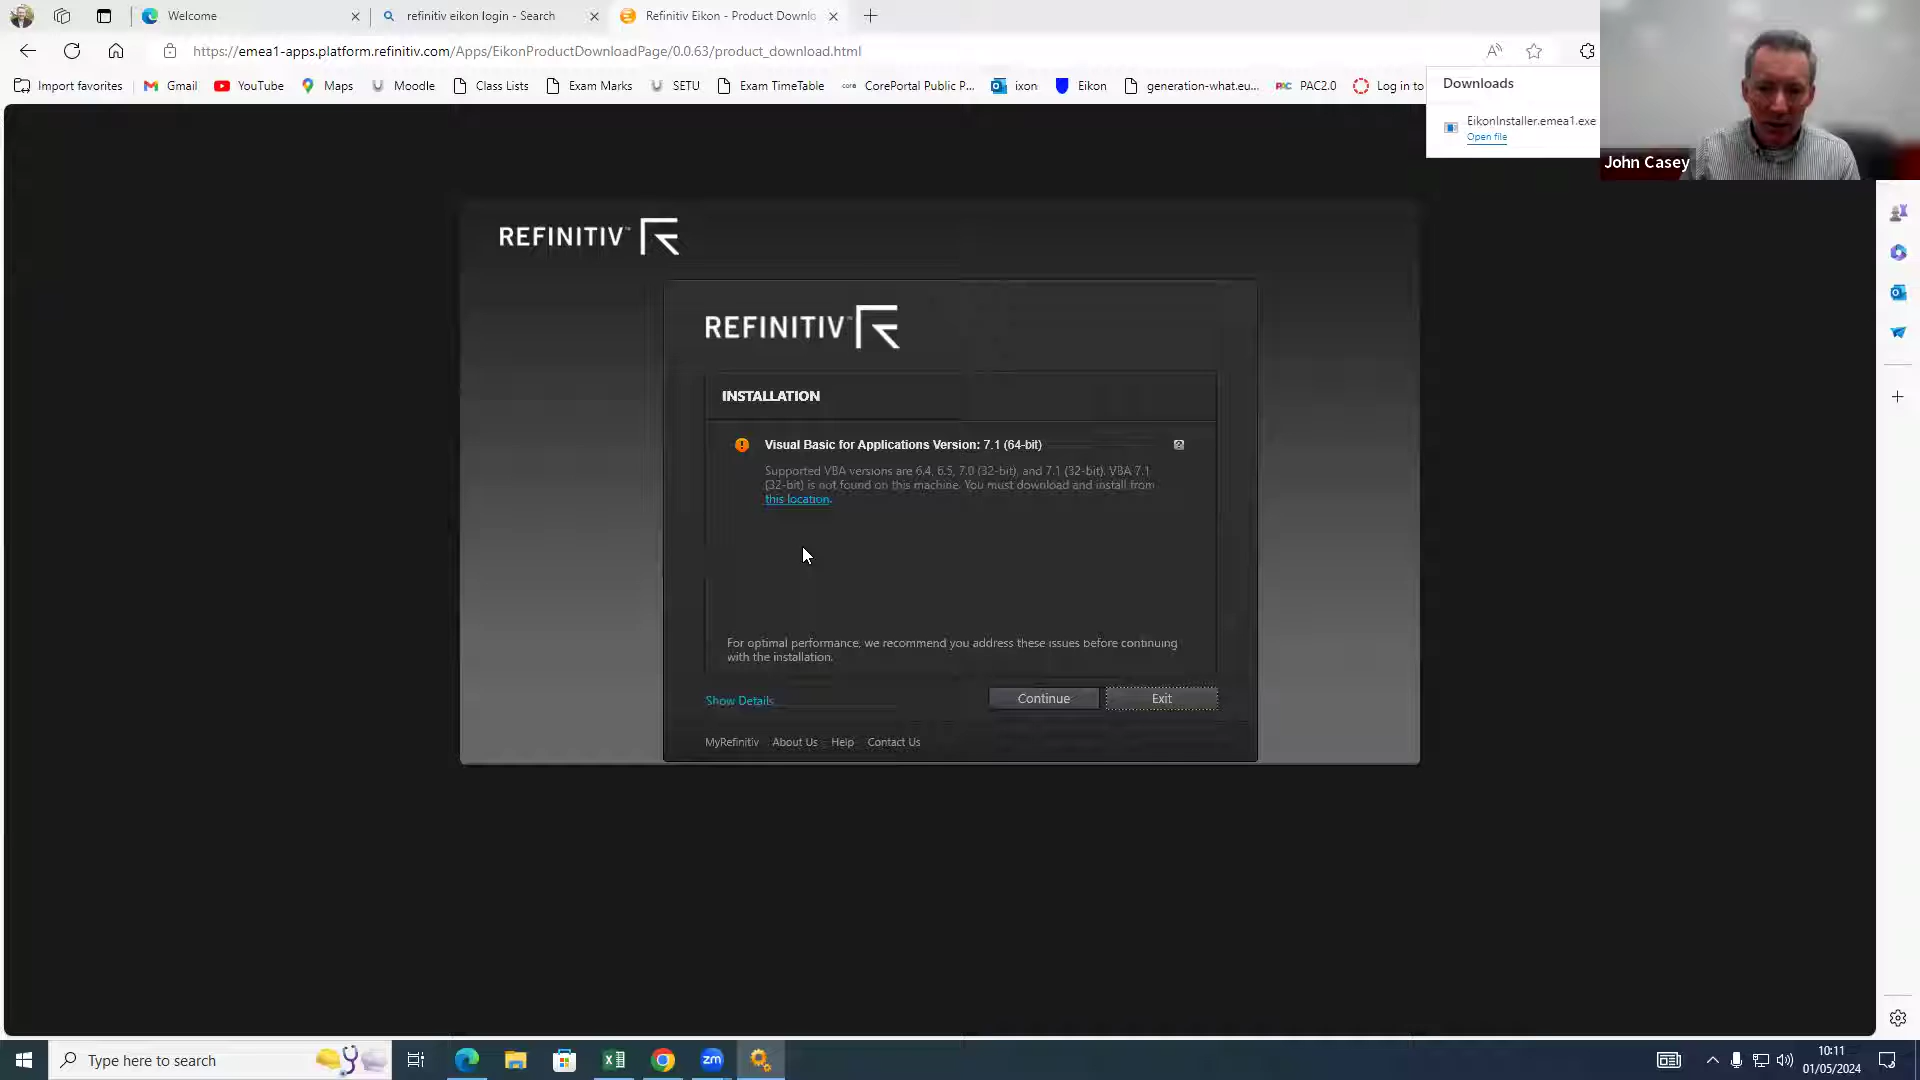 Welcome
refinitiv eikon login - Search
Refinitiv Eikon - Product Downlo
https://emea1-apps.platform.refinitiv.com/Apps/EikonProductDownloadPage/0.0.63/product_download.html
Import favorites
Gmail
YouTube
Maps
Moodle
Class Lists
Exam Marks
SETU
Exam TimeTable
CorePortal Public P...
ixon
Eikon
generation-what.eu...
PAC2.0
Log in to
Downloads
EikonInstaller.emea1.exe
Open file
John Casey
REFINITIV
REFINITIV
INSTALLATION
Visual Basic for Applications Version: 7.1 (64-bit)
Supported VBA versions are 6.4, 6.5, 7.0 (32-bit), and 7.1 (32-bit). VBA 7.1
(32-bit) is not found on this machine. You must download and install from
this location.
For optimal performance, we recommend you address these issues before continuing
with the installation.
Show Details
Continue
Exit
MyRefinitiv
About Us
Help
Contact Us
Type here to search
zm
10:11
01/05/2024